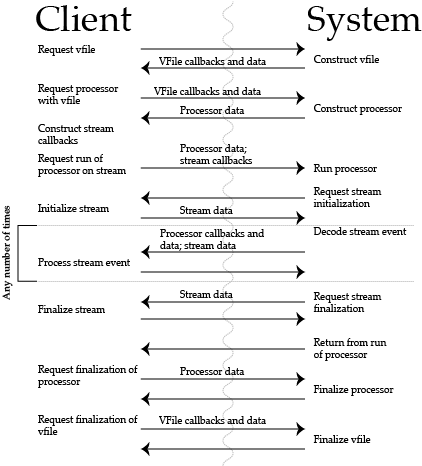 Client
System
Request vfile
VFile callbacks and data
Construct vfile
Request processor
with vfile
VFile callbacks and data
Processor data
Construct processor
Construct stream
callbacks
Request run of
processor on stream
Processor data;
stream callbacks
Run processor
Request stream
initialization
Initialize stream
Stream data
Any number of times
Decode stream event
Processor callbacks and
data; stream data
Process stream event
Stream data
Request stream
finalization
Finalize stream
Return from run
of processor
Request finalization of
processor
Processor data
Finalize processor
Request finalization of
vfile
VFile callbacks and data
Finalize vfile